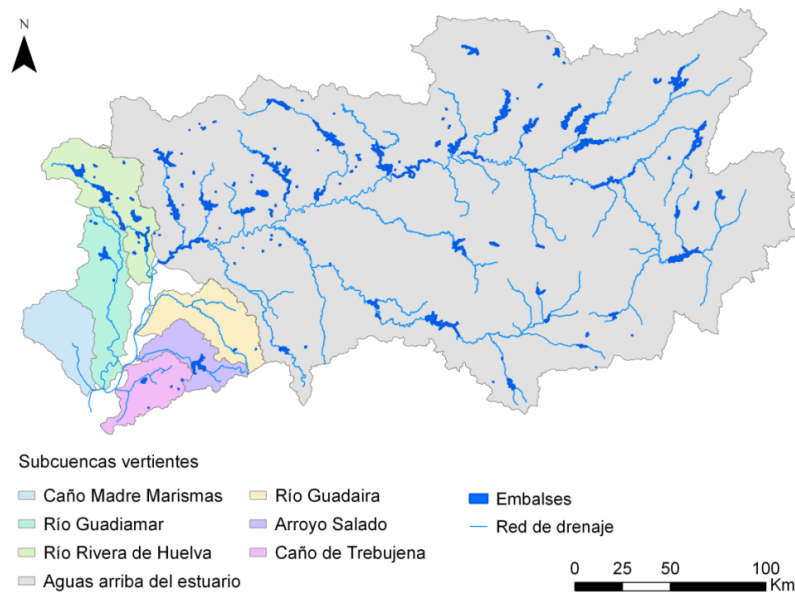 N
Subcuencas vertientes
Caño Madre Marismas
Río Guadaira
Embalses
Río Guadiamar
Arroyo Salado
Red de drenaje
Río Rivera de Huelva
Caño de Trebujena
Aguas arriba del estuario
0 25 50 100
Km